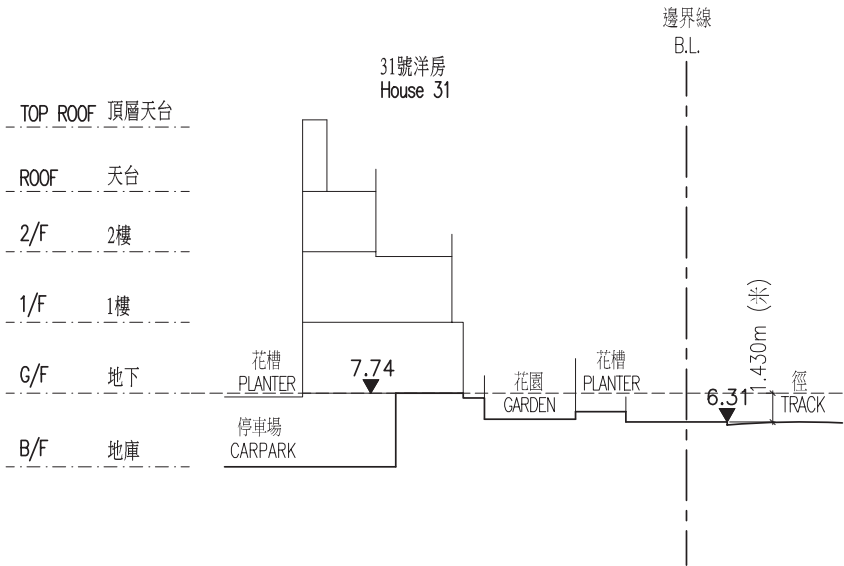 邊界線
B.L.
31號洋房
House 31
TOP ROOF 頂層天台
ROOF 天台
2/F 2樓
1/F 1樓
G/F 地下
B/F 地庫
花槽
PLANTER
7.74
花園
GARDEN
花槽
PLANTER
6.31
1.430m (米)
徑
TRACK
停車場
CARPARK